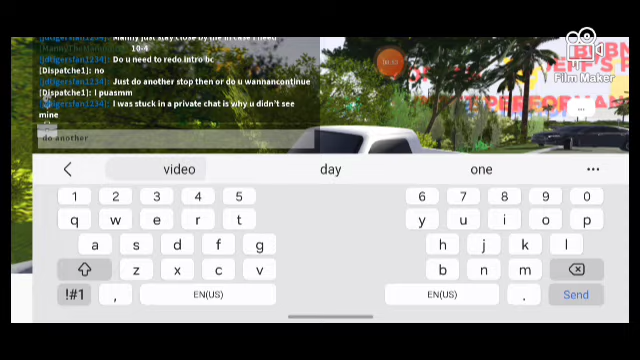 (jdtigersfan1234): Manny just stay close by me in case i need
10-4
(jdtigersfan1234): Do u need to redo intro bc
[Dispatche1]: no
(jdtigersfan1234): Just do another stop then or do u wannancontinue
[Dispatche1]: I puasmm
(jdtigersfan1234): I was stuck in a private chat is why u didn't see
mine
do another
Film Maker
video day one
1 2 3 4 5 6 7 8 9 0
q w e r t y u i o p
a s d f g h j k l
z x c v b n m
!#1 , EN(US) EN(US) . Send